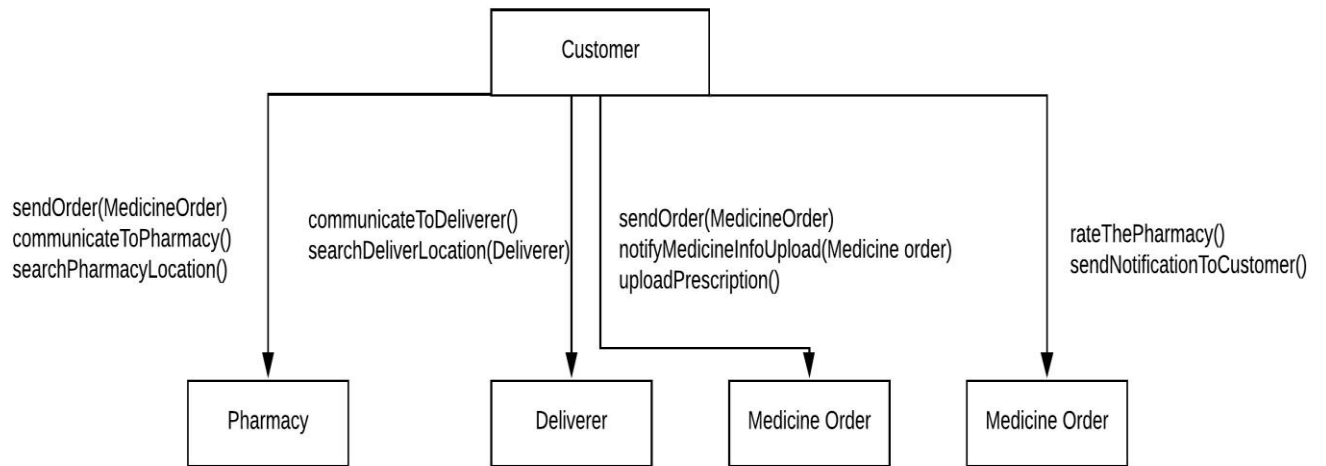 Customer
sendOrder(MedicineOrder)
communicateToPharmacy()
searchPharmacyLocation()
communicateToDeliverer()
searchDeliverLocation(Deliverer)
sendOrder(MedicineOrder)
notifyMedicineInfoUpload(Medicine order)
uploadPrescription()
rateThePharmacy()
sendNotificationToCustomer()
Pharmacy
Deliverer
Medicine Order
Medicine Order